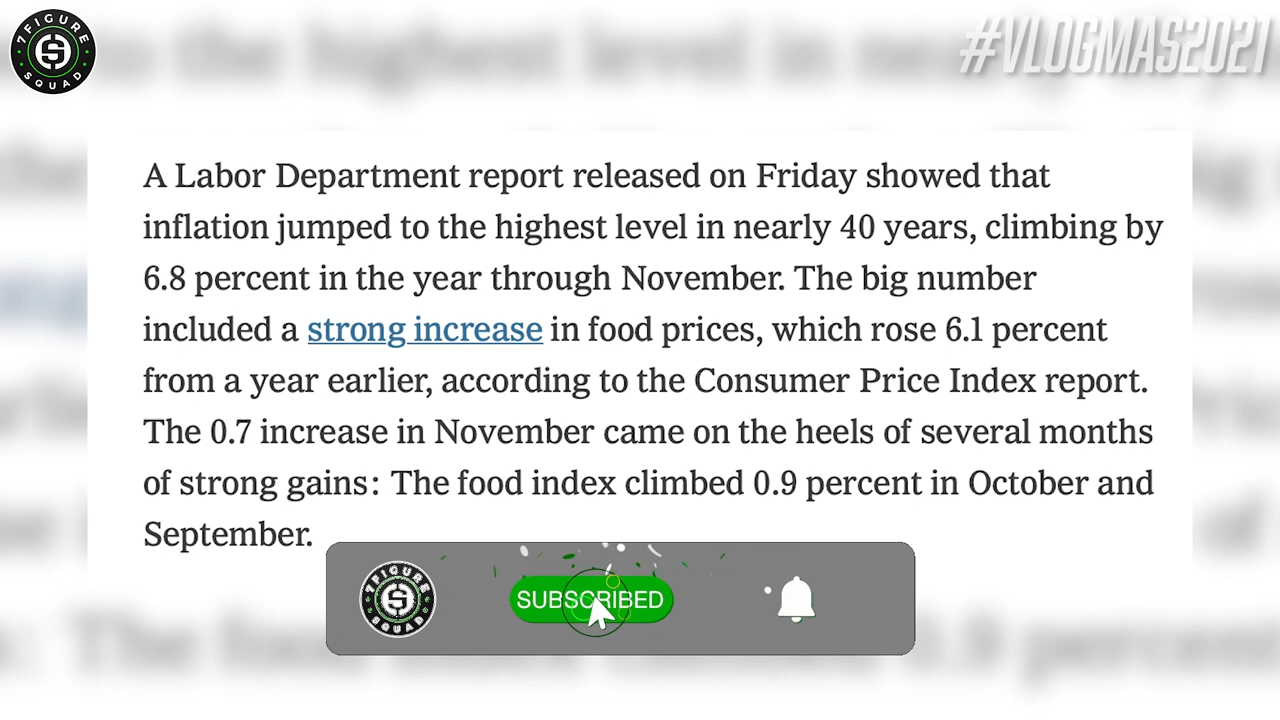 7FIGURE
SQUAD
#VLOGMAS2021
A Labor Department report released on Friday showed that
inflation jumped to the highest level in nearly 40 years, climbing by
6.8 percent in the year through November. The big number
included a strong increase in food prices, which rose 6.1 percent
from a year earlier, according to the Consumer Price Index report.
The 0.7 increase in November came on the heels of several months
of strong gains: The food index climbed 0.9 percent in October and
September.
7FIGURE
SQUAD
SUBSCRIBED